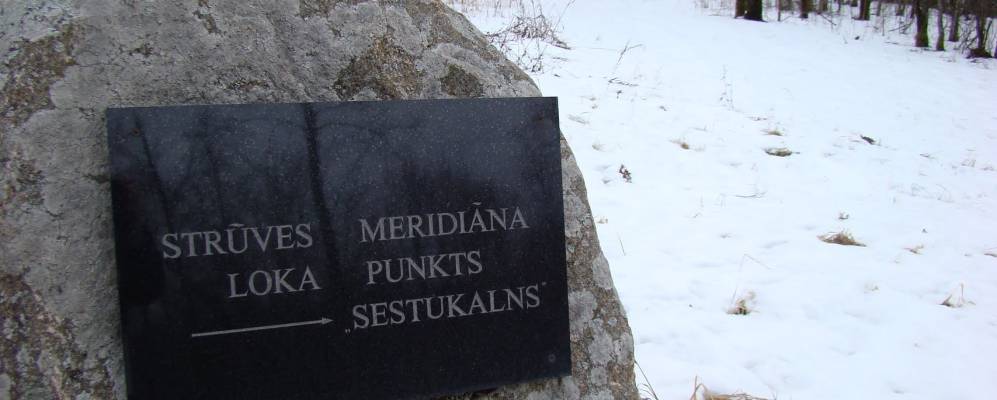 STRŪVES MERIDIĀNA
LOKA PUNKTS
„SESTUKALNS"